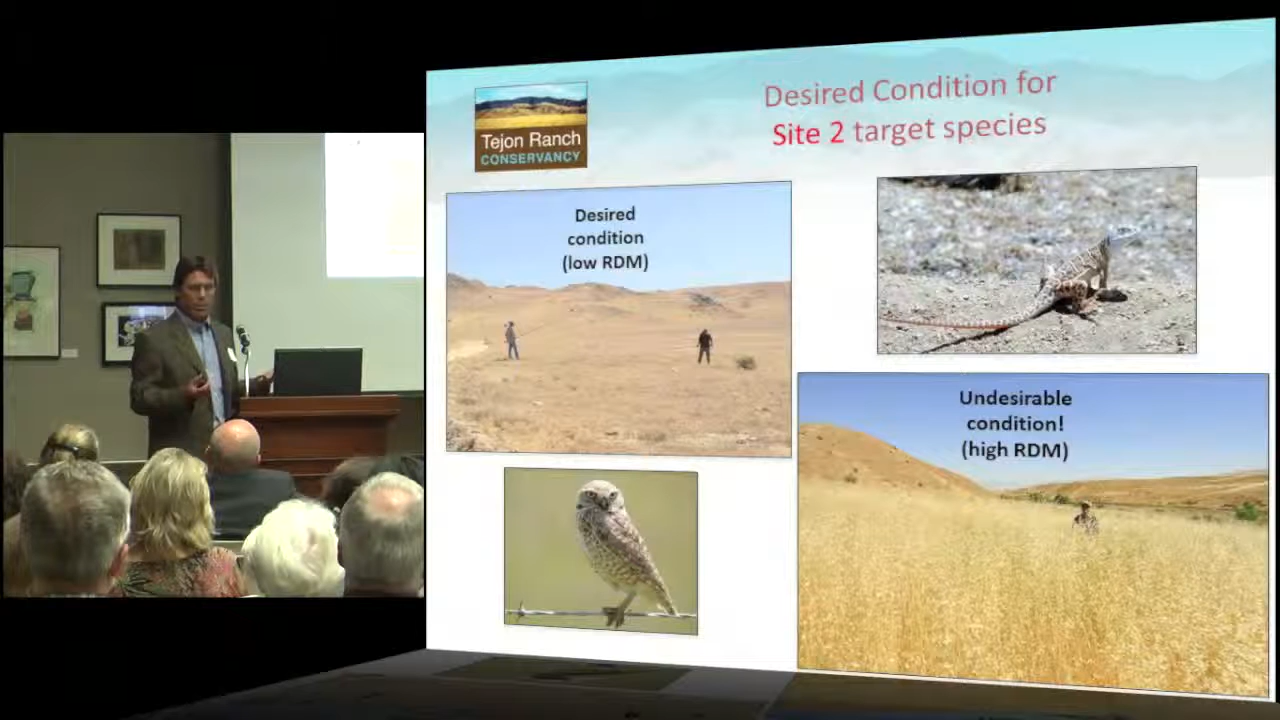 Desired Condition for
Site 2 target species
Tejon Ranch
CONSERVANCY
Desired
condition
(low RDM)
Undesirable
condition!
(high RDM)